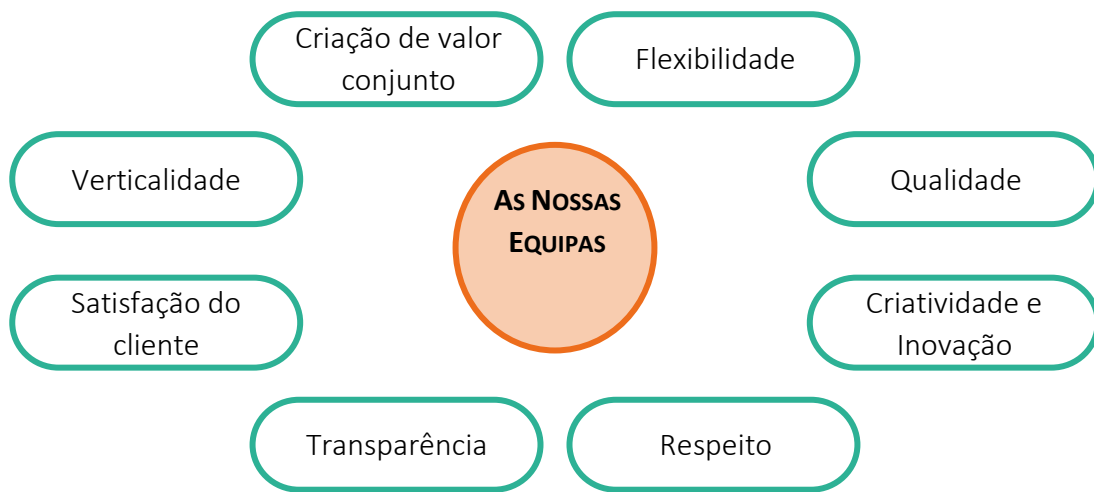 Criação de valor
conjunto
Flexibilidade
Verticalidade
Qualidade
AS NOSSAS
EQUIPAS
Satisfação do
cliente
Criatividade e
Inovação
Transparência
Respeito